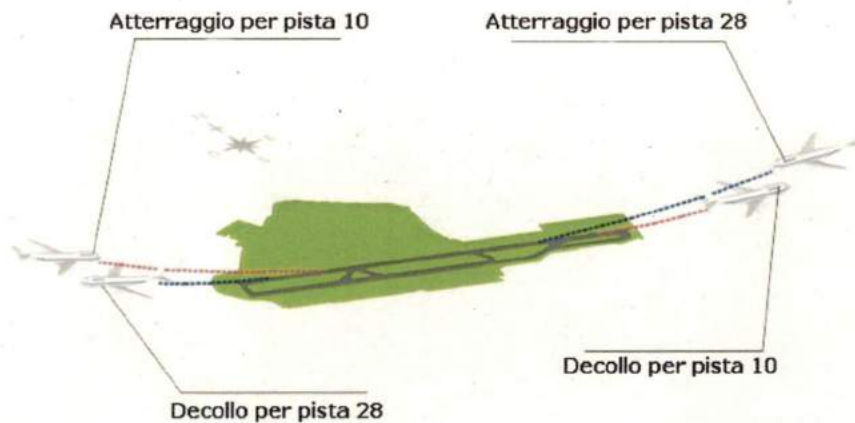 Atterraggio per pista 10
Atterraggio per pista 28
Decollo per pista 10
Decollo per pista 28